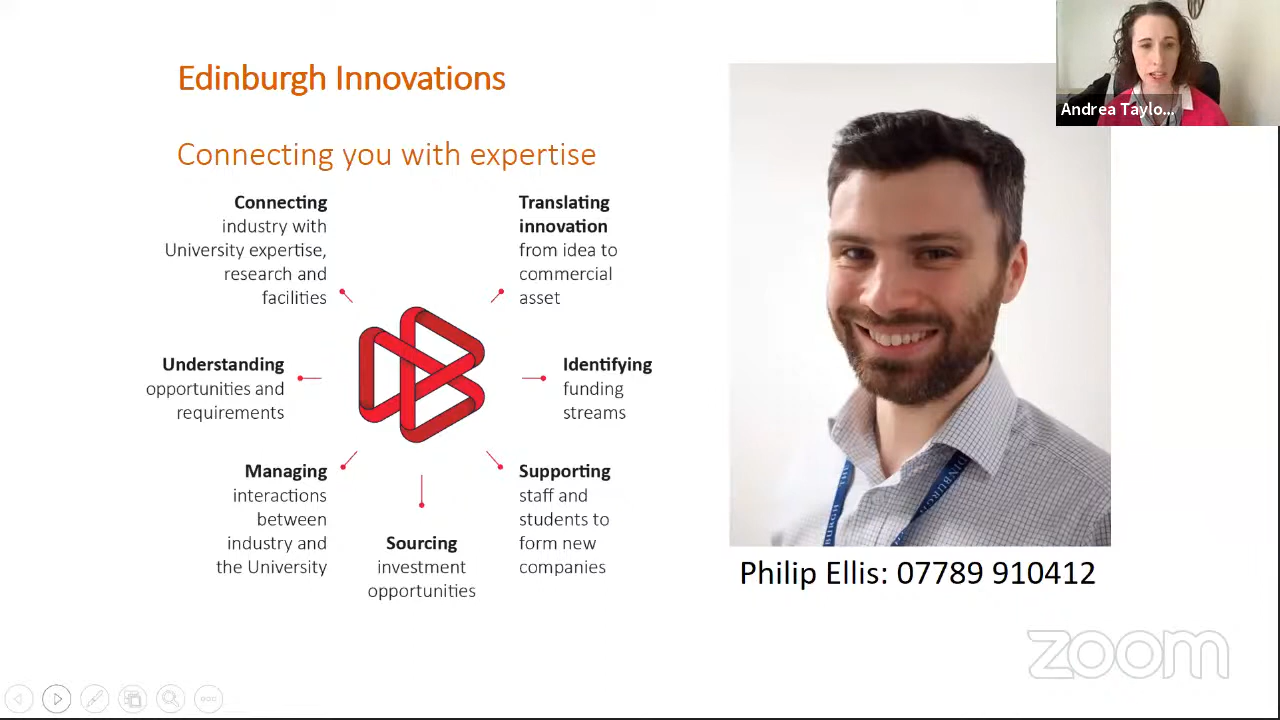 Edinburgh Innovations
Connecting you with expertise
Connecting
industry with
University expertise,
research and
facilities
Translating
innovation
from idea to
commercial
asset
Understanding
opportunities and
requirements
Identifying
funding
streams
Managing
interactions
between
industry and
the University
Sourcing
investment
opportunities
Supporting
staff and
students to
form new
companies
Andrea Taylo...
Philip Ellis: 07789 910412
zoom